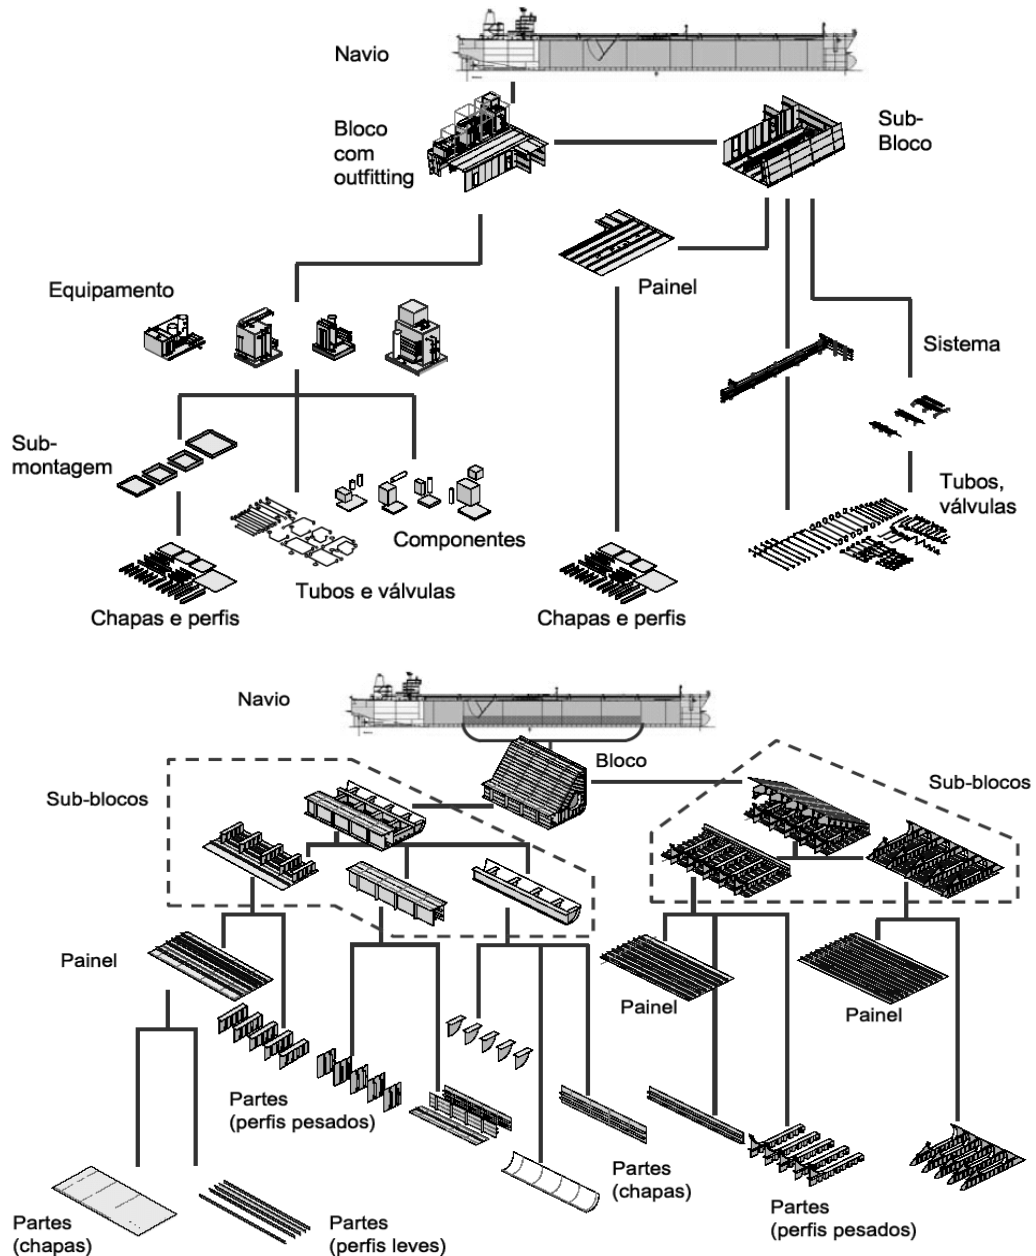 Navio
Bloco
com
outfitting
Sub-
Bloco
Equipamento
Painel
Sistema
Sub-
montagem
Tubos,
válvulas
Componentes
Tubos e válvulas
Chapas e perfis
Chapas e perfis
Navio
Bloco
Sub-blocos
Sub-blocos
Painel
Painel
Painel
Partes
(perfis pesados)
Partes
(chapas)
Partes
(chapas)
Partes
(perfis leves)
Partes
(perfis pesados)